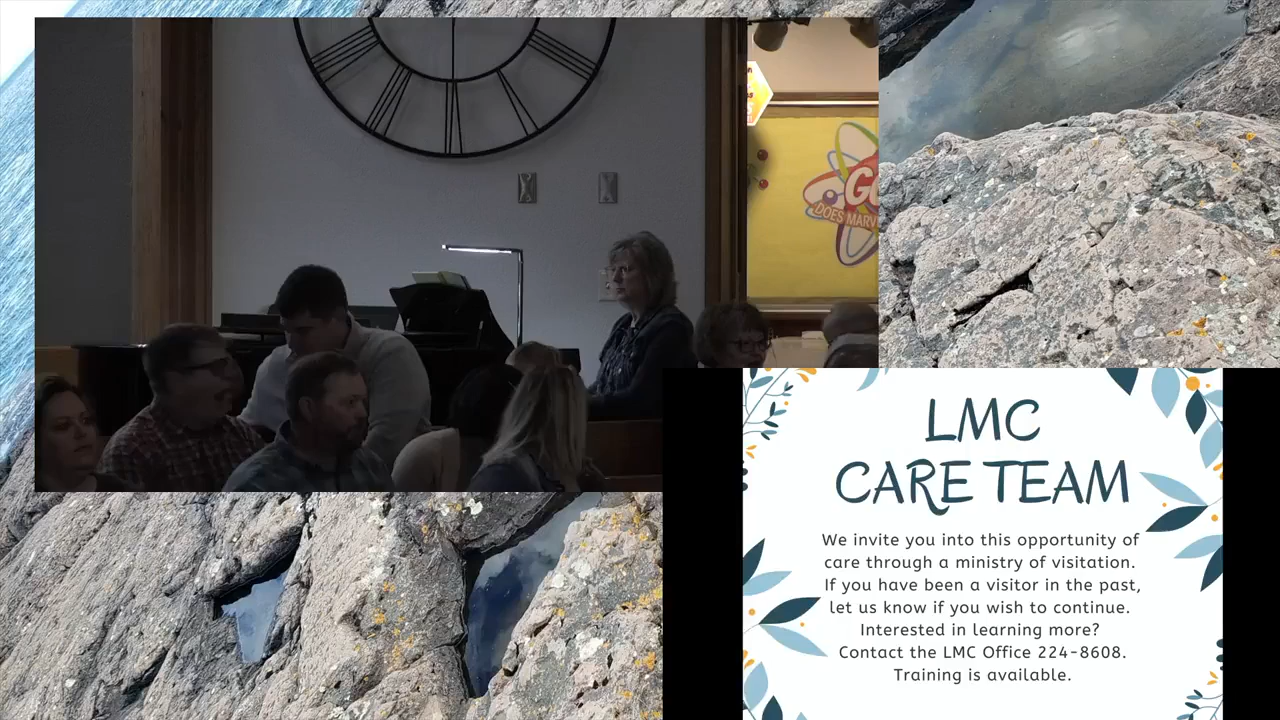 DOES
LMC
CARE TEAM
We invite you into this opportunity of
care through a ministry of visitation.
If you have been a visitor in the past,
let us know if you wish to continue.
Interested in learning more?
Contact the LMC Office 224-8608.
Training is available.